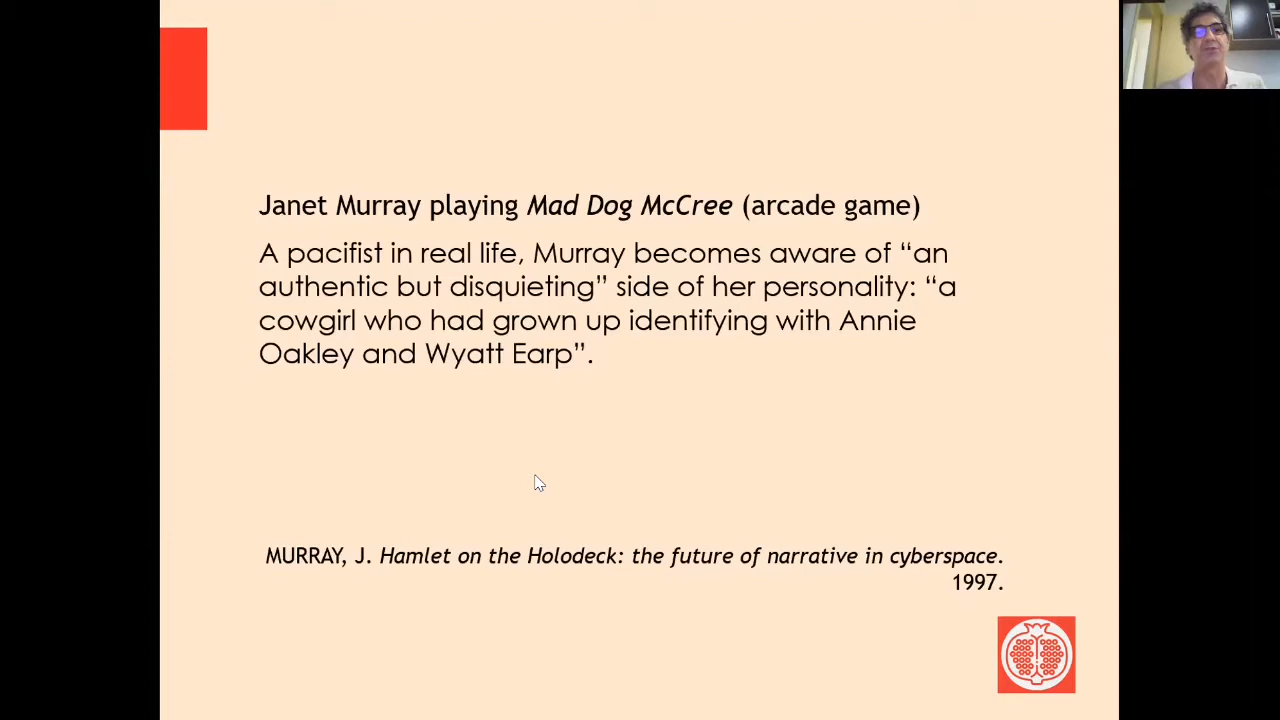 Janet Murray playing Mad Dog McCree (arcade game)
A pacifist in real life, Murray becomes aware of “an
authentic but disquieting” side of her personality: “a
cowgirl who had grown up identifying with Annie
Oakley and Wyatt Earp”.
MURRAY, J. Hamlet on the Holodeck: the future of narrative in cyberspace.
1997.